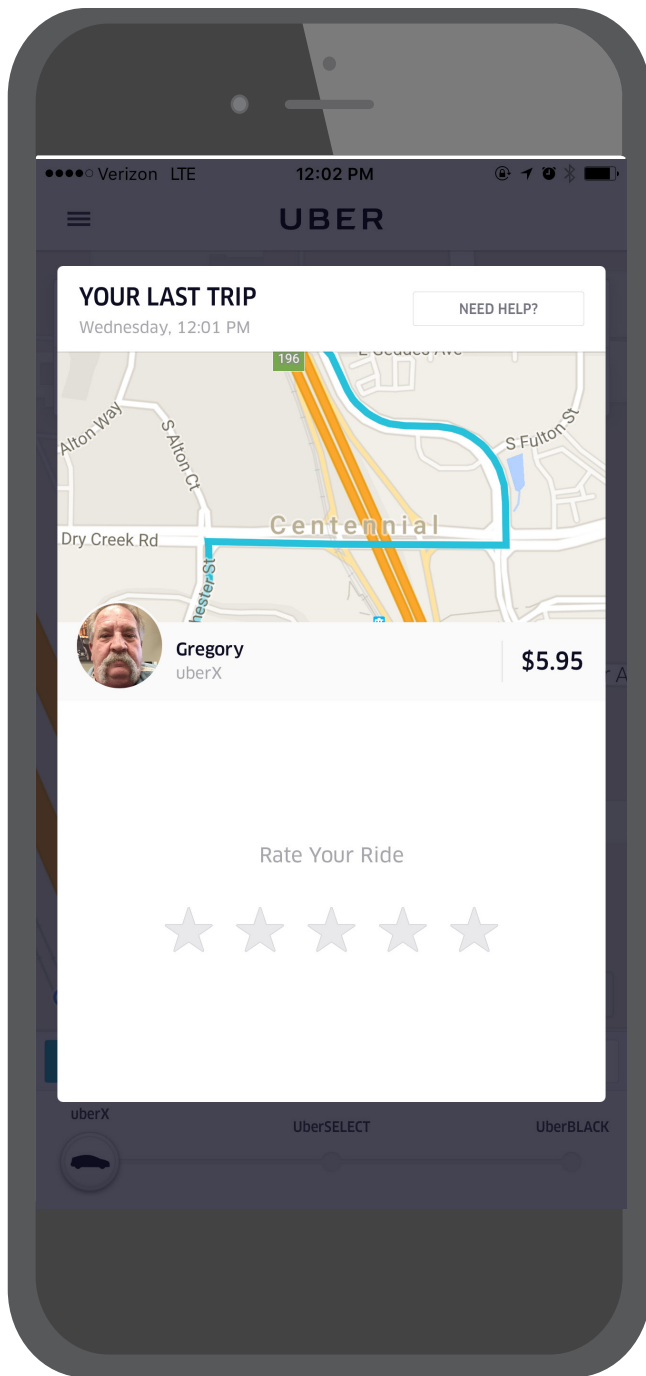 Verizon LTE 12:02 PM
UBER
YOUR LAST TRIP
NEED HELP?
Wednesday, 12:01 PM
196
Alton Way
S Alton Ct
S Fulton St
Centennial
Dry Creek Rd
Gregory
uberX
$5.95
Rate Your Ride
uberX
UberSELECT
UberBLACK